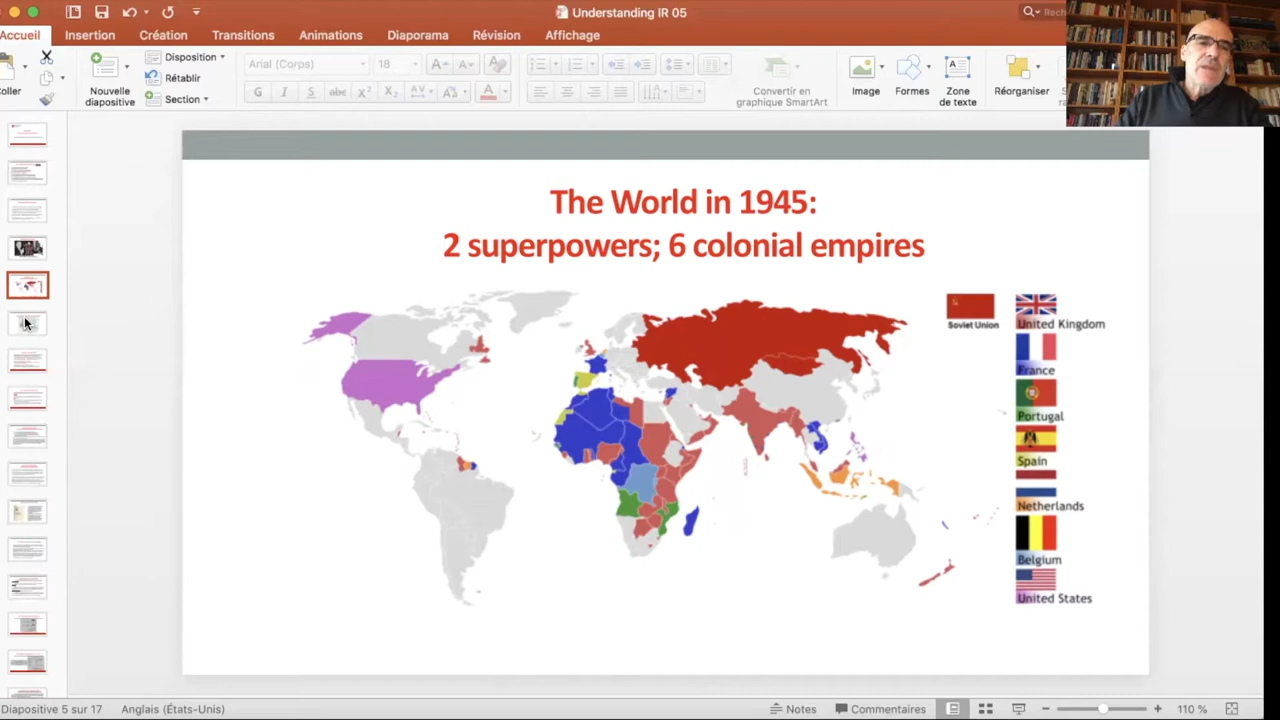 Understanding IR 05
Rech
Accueil
Insertion
Création
Transitions
Animations
Diaporama
Révision
Affichage
Coller
Nouvelle
diapositive
Disposition
Rétablir
Section
Arial (Corps)
18
Convertir en
graphique SmartArt
Image
Formes
Zone
de texte
Réorganiser
The World in 1945:
2 superpowers; 6 colonial empires
Soviet Union
United Kingdom
France
Portugal
Spain
Netherlands
Belgium
United States
Diapositive 5 sur 17
Anglais (États-Unis)
Notes
Commentaires
110 %